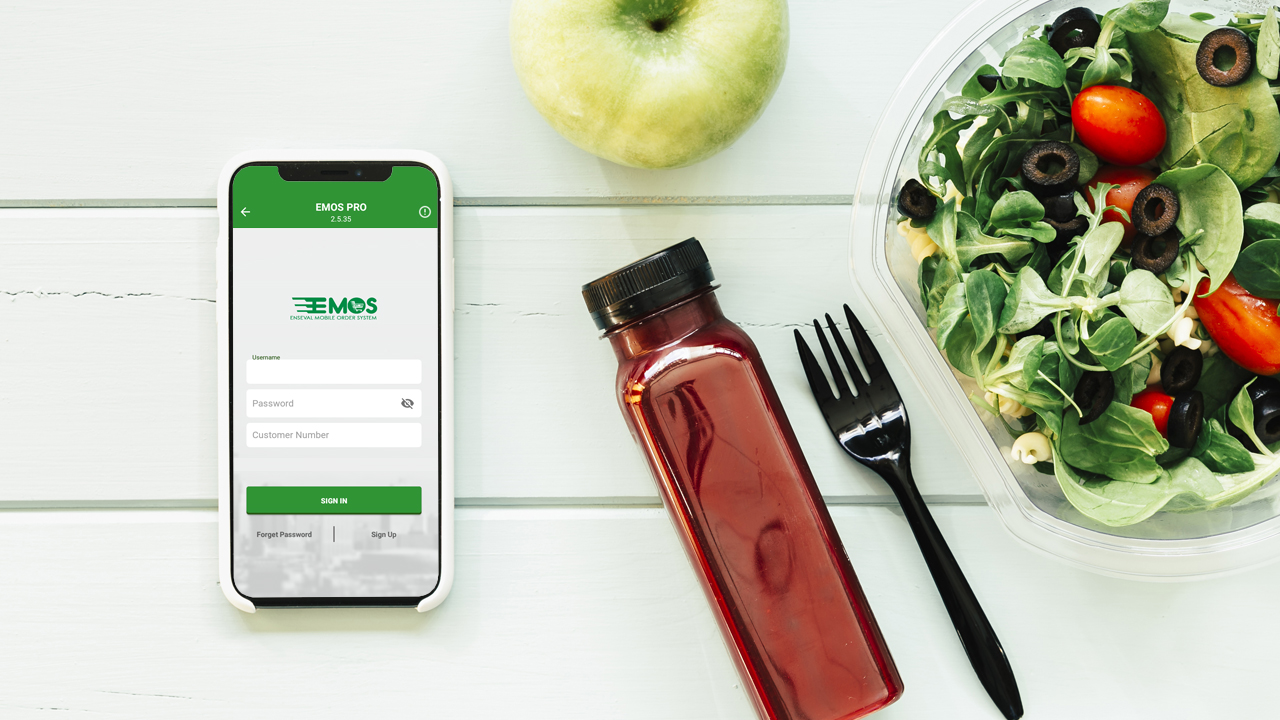 EMOS PRO
2.5.35
EMOS
ENSEVAL MOBILE ORDER SYSTEM
Username
Password
Customer Number
SIGN IN
Forget Password
Sign Up